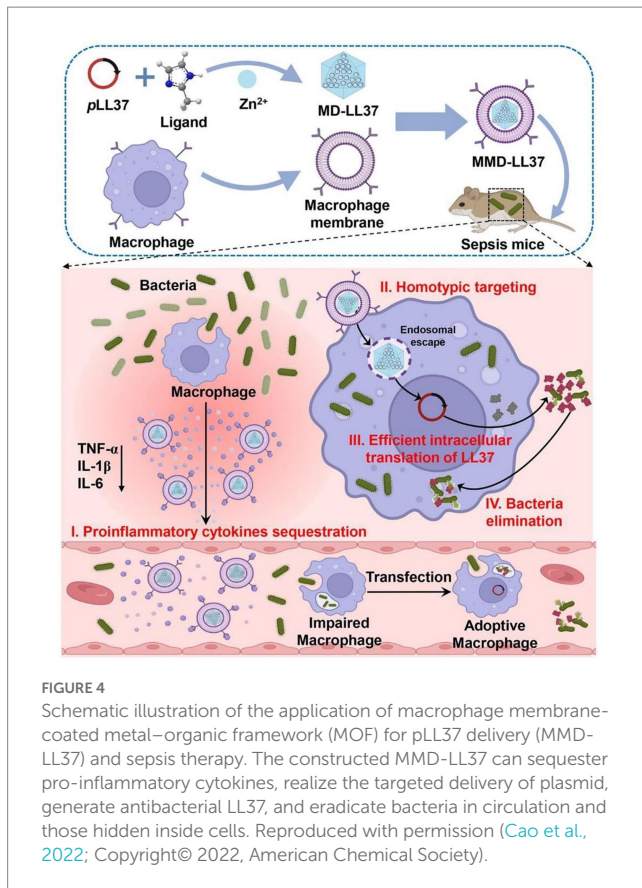 pLL37
Ligand
Zn²⁺
MD-LL37
MMD-LL37
Macrophage
Macrophage
membrane
Sepsis mice
Bacteria
Macrophage
TNF-α
IL-1β
IL-6
I. Proinflammatory cytokines sequestration
II. Homotypic targeting
Endosomal
escape
III. Efficient intracellular
translation of LL37
IV. Bacteria
elimination
Impaired
Macrophage
Transfection
Adoptive
Macrophage
FIGURE 4
Schematic illustration of the application of macrophage membrane-
coated metal–organic framework (MOF) for pLL37 delivery (MMD-
LL37) and sepsis therapy. The constructed MMD-LL37 can sequester
pro-inflammatory cytokines, realize the targeted delivery of plasmid,
generate antibacterial LL37, and eradicate bacteria in circulation and
those hidden inside cells. Reproduced with permission (Cao et al.,
2022; Copyright© 2022, American Chemical Society).